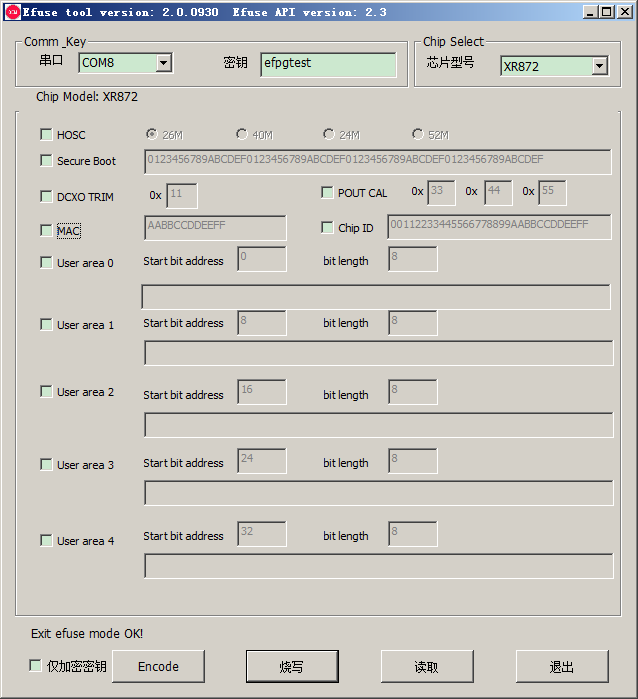 Efuse tool version: 2.0.0930 Efuse API version: 2.3
Comm _Key
串口 COM8 密钥 efpgtest
Chip Select
芯片型号 XR872
Chip Model: XR872
HOSC 26M 40M 24M 52M
Secure Boot 0123456789ABCDEF0123456789ABCDEF0123456789ABCDEF0123456789ABCDEF
DCXO TRIM 0x 11 POUT CAL 0x 33 0x 44 0x 55
MAC AABBCCDDEEFF Chip ID 00112233445566778899AABBCCDDEEFF
User area 0 Start bit address 0 bit length 8
User area 1 Start bit address 8 bit length 8
User area 2 Start bit address 16 bit length 8
User area 3 Start bit address 24 bit length 8
User area 4 Start bit address 32 bit length 8
Exit efuse mode OK!
仅加密密钥 Encode 烧写 读取 退出